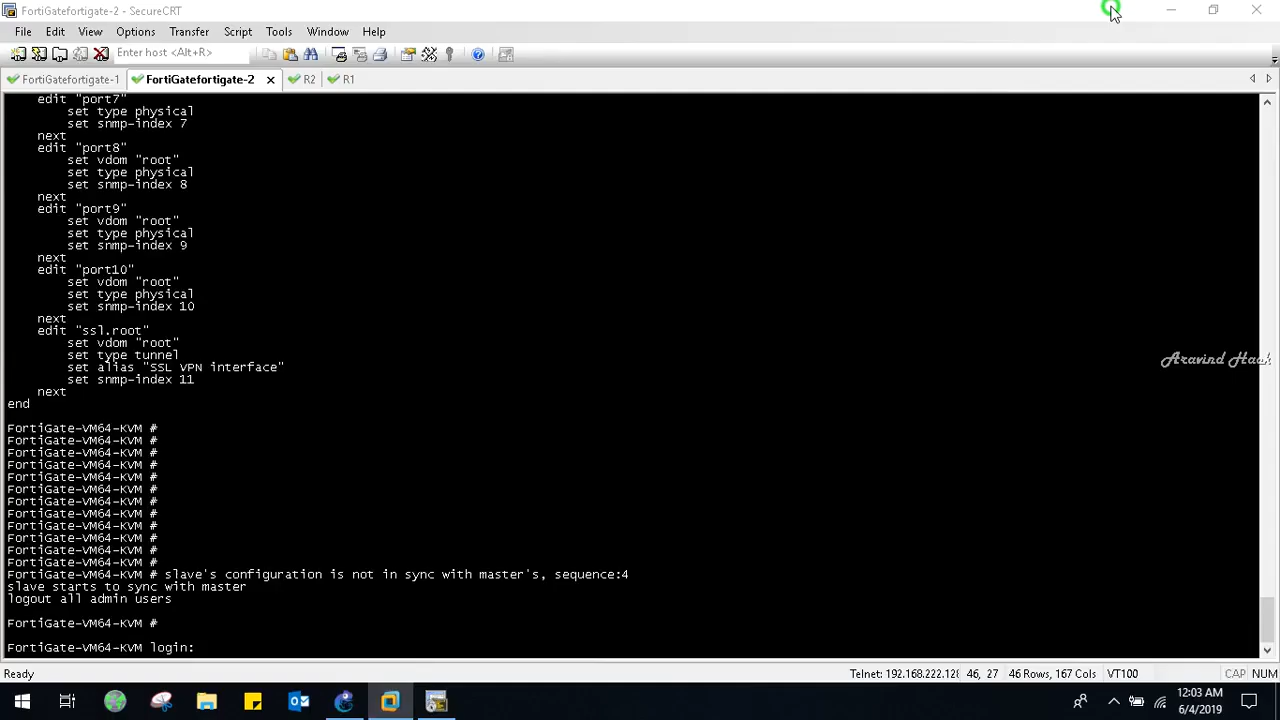 FortiGatefortigate-2 - SecureCRT
File Edit View Options Transfer Script Tools Window Help
Enter host <Alt+R>
FortiGatefortigate-1 FortiGatefortigate-2 R2 R1
edit "port7"
set type physical
set snmp-index 7
next
edit "port8"
set vdom "root"
set type physical
set snmp-index 8
next
edit "port9"
set vdom "root"
set type physical
set snmp-index 9
next
edit "port10"
set vdom "root"
set type physical
set snmp-index 10
next
edit "ssl.root"
set vdom "root"
set type tunnel
set alias "SSL VPN interface"
set snmp-index 11
next
end
FortiGate-VM64-KVM #
FortiGate-VM64-KVM #
FortiGate-VM64-KVM #
FortiGate-VM64-KVM #
FortiGate-VM64-KVM #
FortiGate-VM64-KVM #
FortiGate-VM64-KVM #
FortiGate-VM64-KVM #
FortiGate-VM64-KVM #
FortiGate-VM64-KVM #
FortiGate-VM64-KVM #
FortiGate-VM64-KVM #
FortiGate-VM64-KVM # slave's configuration is not in sync with master's, sequence:4
slave starts to sync with master
logout all admin users
FortiGate-VM64-KVM #
FortiGate-VM64-KVM login:
Aravind Haek
Ready Telnet: 192.168.222.128 46, 27 46 Rows, 167 Cols VT100 CAP NUM
12:03 AM
6/4/2019